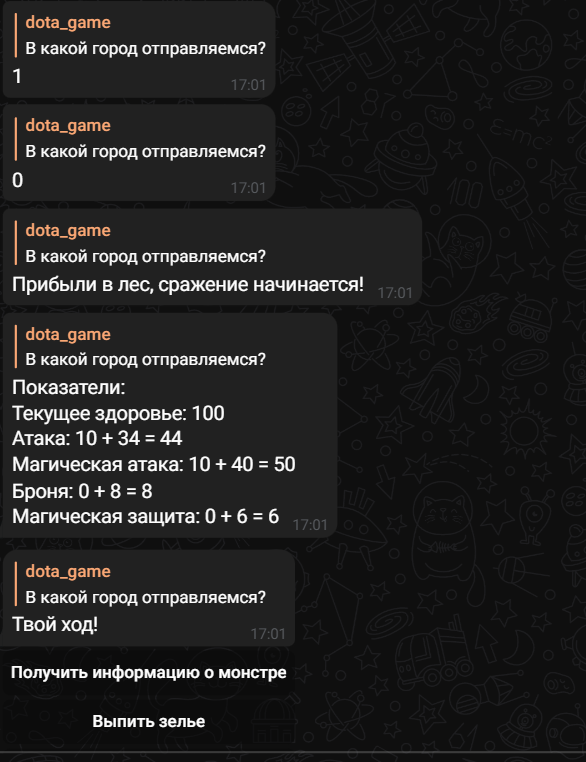 dota_game
В какой город отправляемся?
1
17:01
dota_game
В какой город отправляемся?
0
17:01
dota_game
В какой город отправляемся?
Прибыли в лес, сражение начинается!
17:01
dota_game
В какой город отправляемся?
Показатели:
Текущее здоровье: 100
Атака: 10 + 34 = 44
Магическая атака: 10 + 40 = 50
Броня: 0 + 8 = 8
Магическая защита: 0 + 6 = 6
17:01
dota_game
В какой город отправляемся?
Твой ход!
17:01
Получить информацию о монстре
Выпить зелье